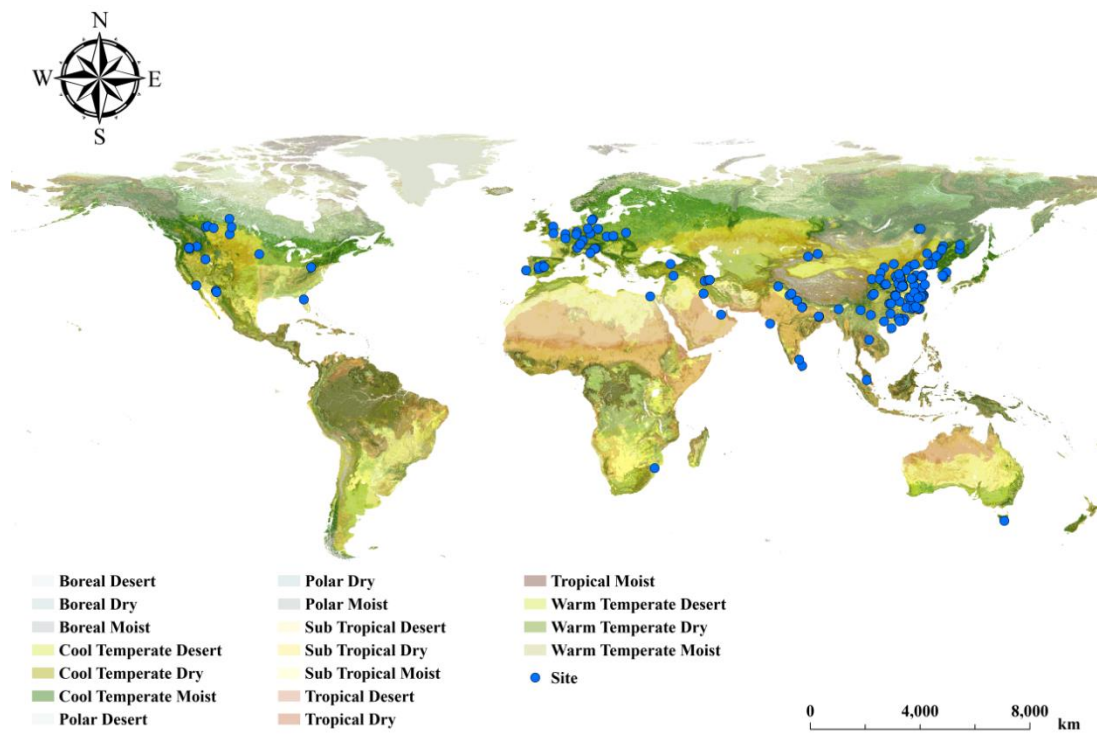 N
W E
S
Boreal Desert
Boreal Dry
Boreal Moist
Cool Temperate Desert
Cool Temperate Dry
Cool Temperate Moist
Polar Desert
Polar Dry
Polar Moist
Sub Tropical Desert
Sub Tropical Dry
Sub Tropical Moist
Tropical Desert
Tropical Dry
Tropical Moist
Warm Temperate Desert
Warm Temperate Dry
Warm Temperate Moist
Site
0 4,000 8,000
km